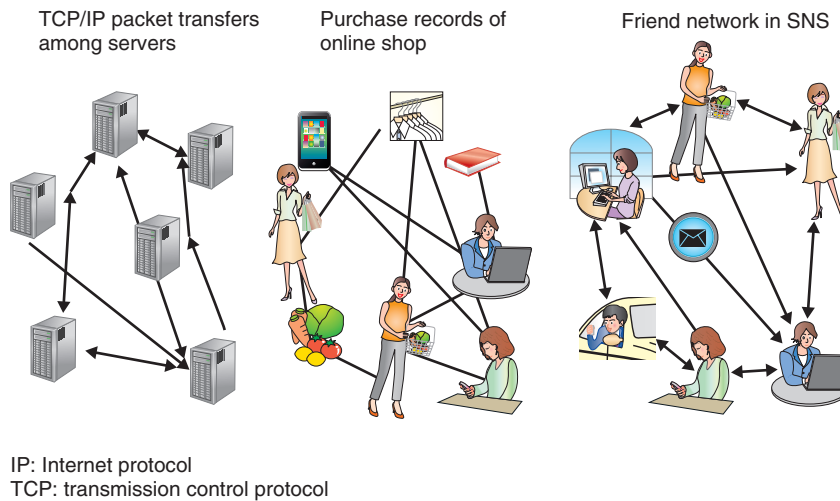 TCP/IP packet transfers
among servers
Purchase records of
online shop
Friend network in SNS
IP: Internet protocol
TCP: transmission control protocol